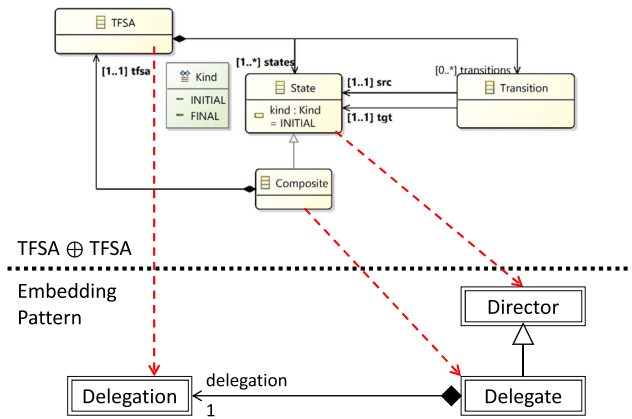 TFSA
[1..1] tfsa
[1..*] states
[0..*] transitions
Kind
INITIAL
FINAL
State
kind : Kind
= INITIAL
[1..1] src
[1..1] tgt
Transition
Composite
TFSA ⊕ TFSA
Embedding
Pattern
Director
Delegation
delegation
1
Delegate